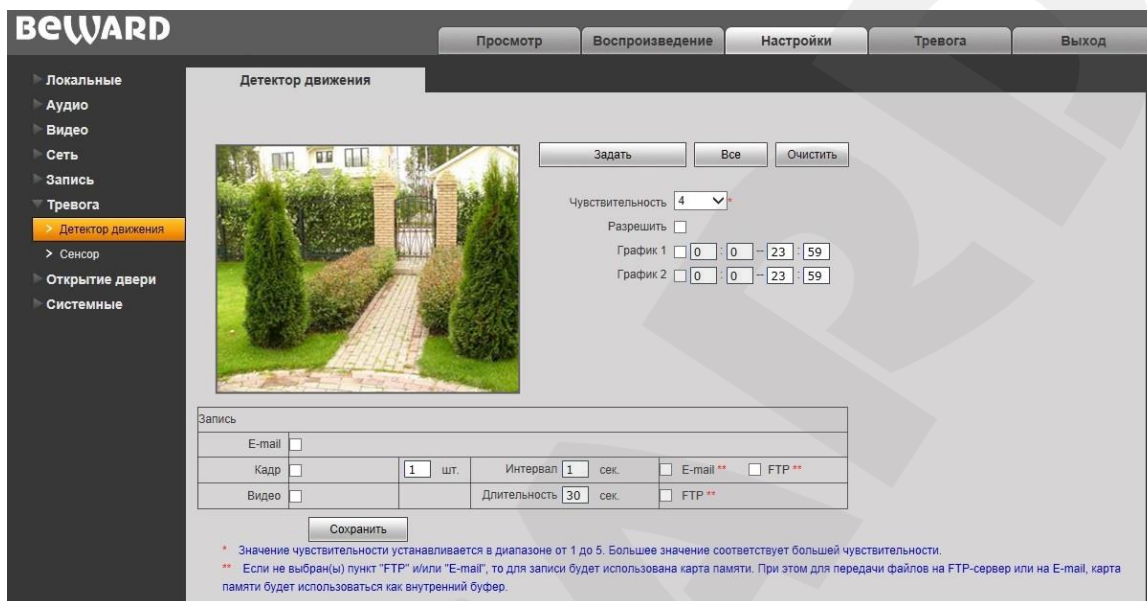 BEWARD
Просмотр Воспроизведение Настройки Тревога Выход
Локальные
Аудио
Видео
Сеть
Запись
Тревога
> Детектор движения
> Сенсор
Открытие двери
Системные
Детектор движения
Задать Все Очистить
Чувствительность 4 *
Разрешить
График 1 0 : 0 -- 23 : 59
График 2 0 : 0 -- 23 : 59
Запись
E-mail
Кадр 1 шт. Интервал 1 сек. E-mail ** FTP **
Видео Длительность 30 сек. FTP **
Сохранить
* Значение чувствительности устанавливается в диапазоне от 1 до 5. Большее значение соответствует большей чувствительности.
** Если не выбран(ы) пункт "FTP" и/или "E-mail", то для записи будет использована карта памяти. При этом для передачи файлов на FTP-сервер или на E-mail, карта
памяти будет использоваться как внутренний буфер.